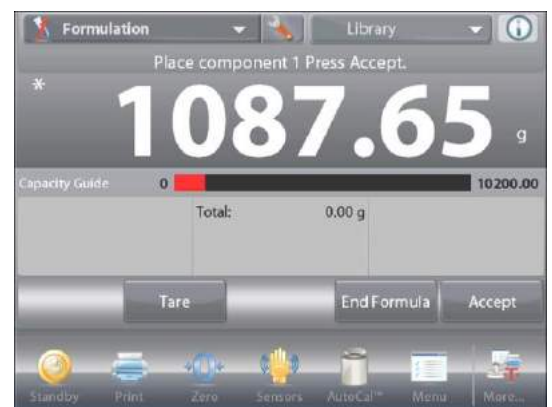 Formulation Library
Place component 1 Press Accept.
* 1087.65 g
Capacity Guide 0 10200.00
Total: 0.00 g
Tare End Formula Accept
Standby Print Zero Sensors AutoCal™ Menu More...